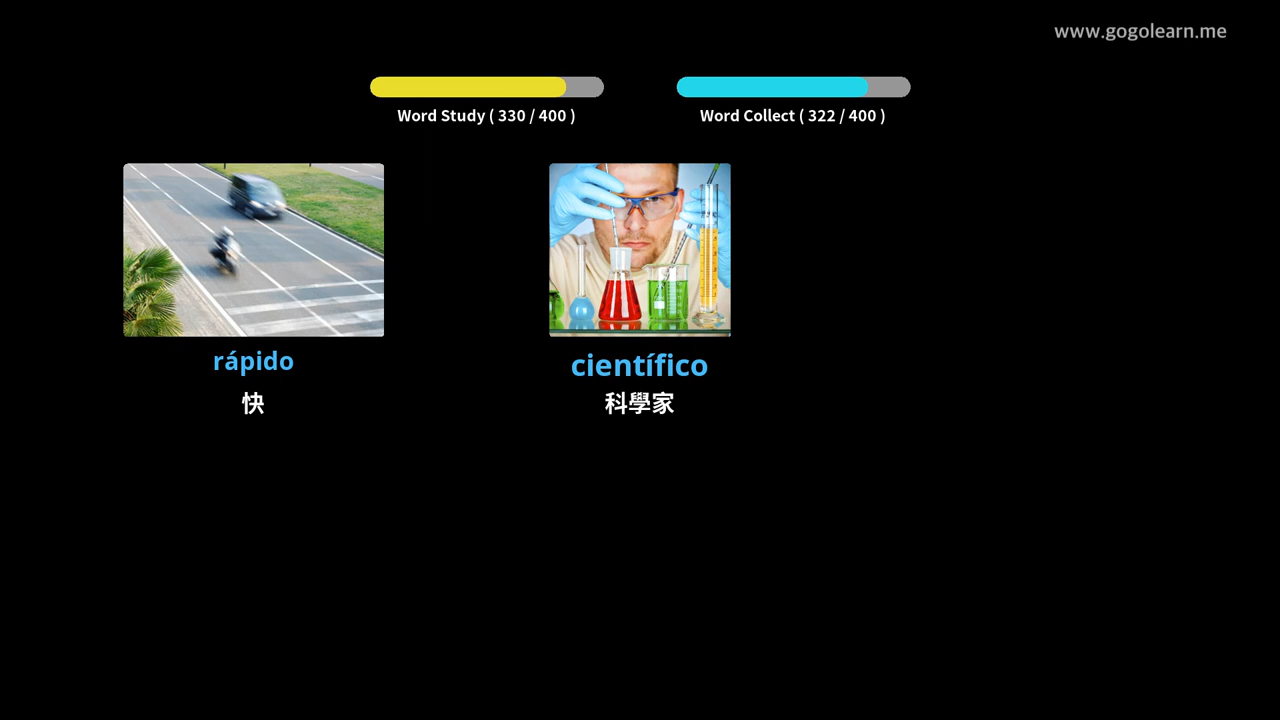 www.gogolearn.me
Word Study ( 330 / 400 )
Word Collect ( 322 / 400 )
rápido
快
científico
科學家